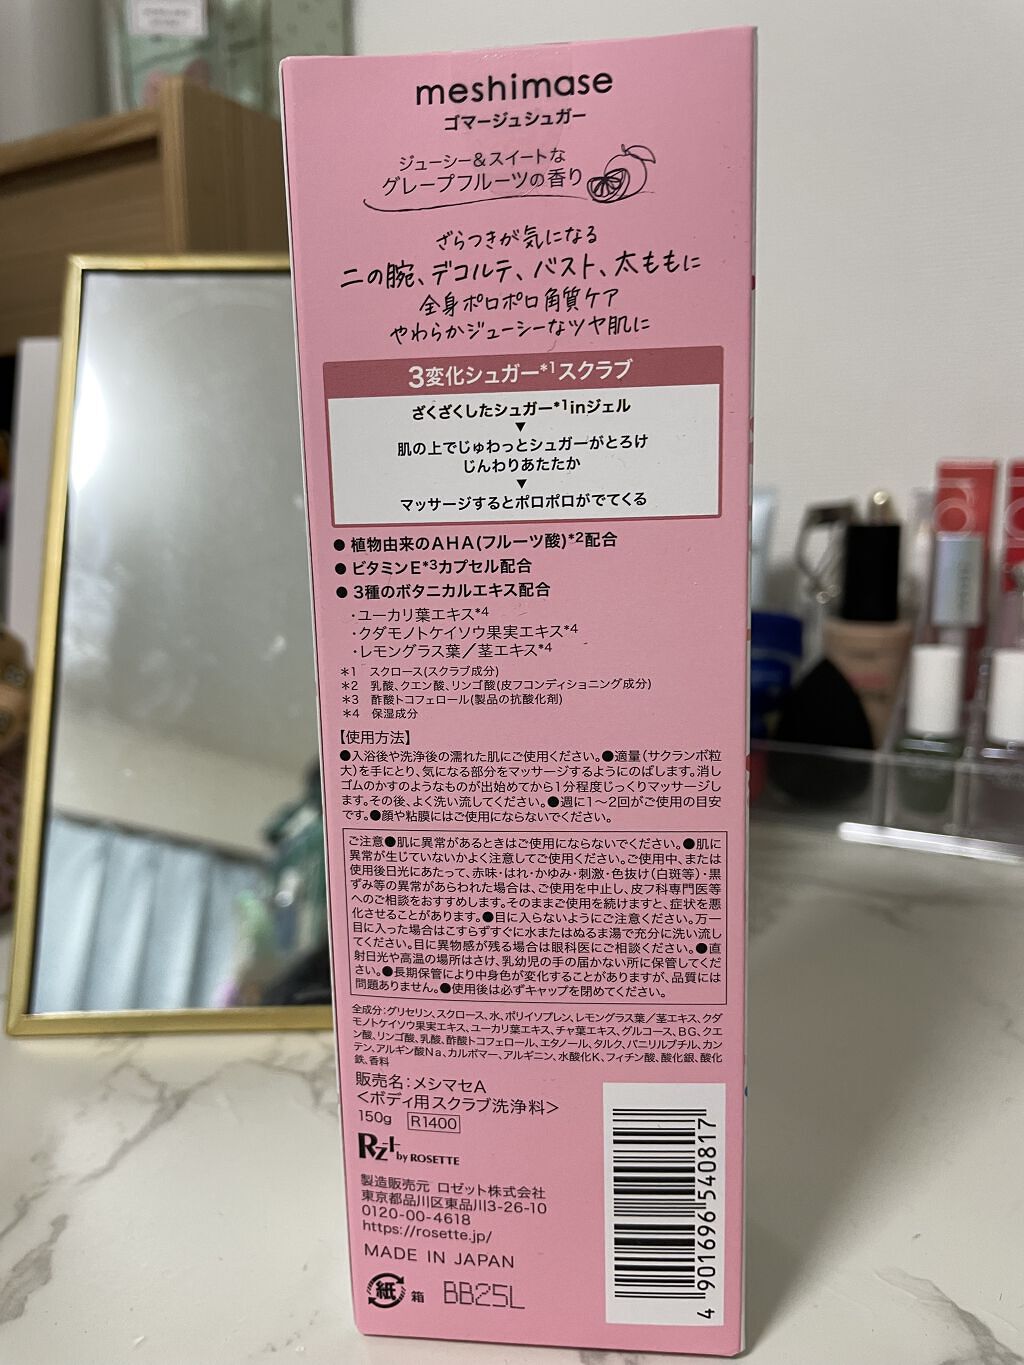 meshimase
ゴマージュシュガー
ジューシー&スイートな
グレープフルーツの香り
ざらつきが気になる
二の腕、デコルテ、バスト、太ももに
全身ポロポロ角質ケア
やわらかジューシーなツヤ肌に
3変化シュガー*1スクラブ
ざくざくしたシュガー*1inジェル
▼
肌の上でじゅわっとシュガーがとろけ
じんわりあたたか
▼
マッサージするとポロポロがでてくる
●植物由来のAHA(フルーツ酸)*2配合
●ビタミンE*3カプセル配合
●3種のボタニカルエキス配合
・ユーカリ葉エキス*4
・クダモノトケイソウ果実エキス*4
・レモングラス葉/茎エキス*4
*1 スクロース(スクラブ成分)
*2 乳酸、クエン酸、リンゴ酸(皮フコンディショニング成分)
*3 酢酸トコフェロール(製品の抗酸化剤)
*4 保湿成分
【使用方法】
●入浴後や洗浄後の濡れた肌にご使用ください。●適量(サクランボ粒
大)を手にとり、気になる部分をマッサージするようにのばします。消し
ゴムのかすのようなものが出始めてから1分程度じっくりマッサージし
ます。その後、よく洗い流してください。●週に1〜2回がご使用の目安
です。●顔や粘膜にはご使用にならないでください。
ご注意●肌に異常があるときはご使用にならないでください。●肌に
異常が生じていないかよく注意してご使用ください。ご使用中、または
使用後日光にあたって、赤味・はれ・かゆみ・刺激・色抜け(白斑等)・黒
ずみ等の異常があらわれた場合は、ご使用を中止し、皮フ科専門医等
へのご相談をおすすめします。そのままご使用を続けますと、症状を悪
化させることがあります。●目に入らないようにご注意ください。万一
目に入った場合はこすらずすぐに水またはぬるま湯で充分に洗い流し
てください。目に異物感が残る場合は眼科医にご相談ください。●直
射日光や高温の場所はさけ、乳幼児の手の届かない所に保管してくだ
さい。●長期保管により中身色が変化することがありますが、品質には
問題ありません。●使用後は必ずキャップを閉めてください。
全成分:グリセリン、スクロース、水、ポリイソプレン、レモングラス葉/茎エキス、クダ
モノトケイソウ果実エキス、ユーカリ葉エキス、チャ葉エキス、グルコース、BG、クエ
ン酸、リンゴ酸、乳酸、酢酸トコフェロール、エタノール、タルク、バニリルブチル、カン
テン、アルギン酸Na、カルボマー、アルギニン、水酸化K、フィチン酸、酸化銀、酸化
鉄、香料
販売名:メシマセA
<ボディ用スクラブ洗浄料>
150g R1400
Rz+ by ROSETTE
製造販売元 ロゼット株式会社
東京都品川区東品川3-26-10
0120-00-4618
https://rosette.jp/
MADE IN JAPAN
紙 箱 BB25L
4 901696 540817